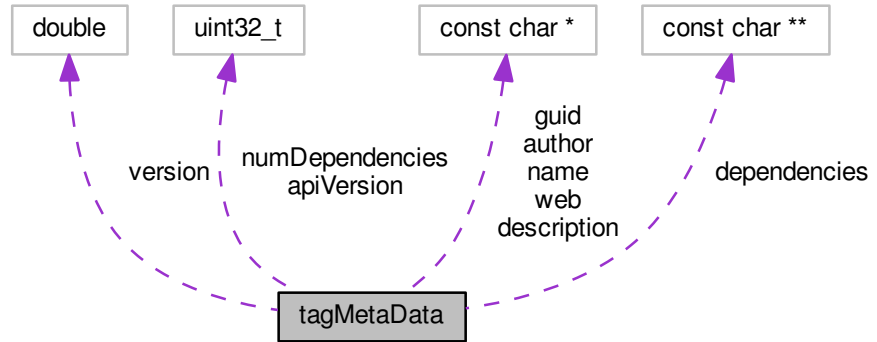 double
uint32_t
const char *
const char **
version
numDependencies
apiVersion
guid
author
name
web
description
dependencies
tagMetaData